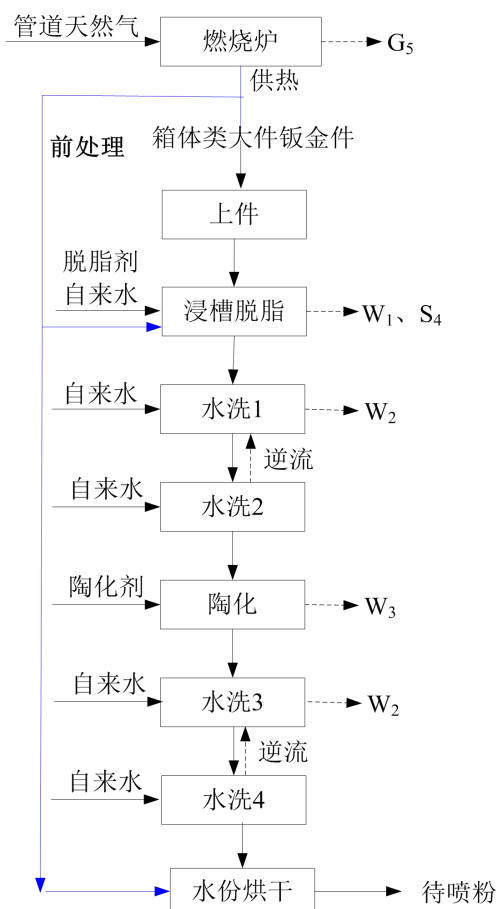 管道天然气
燃烧炉
G₅
供热
前处理
箱体类大件钣金件
上件
脱脂剂
自来水
浸槽脱脂
W₁、S₄
自来水
水洗1
W₂
逆流
自来水
水洗2
陶化剂
陶化
W₃
自来水
水洗3
W₂
逆流
自来水
水洗4
水份烘干
待喷粉